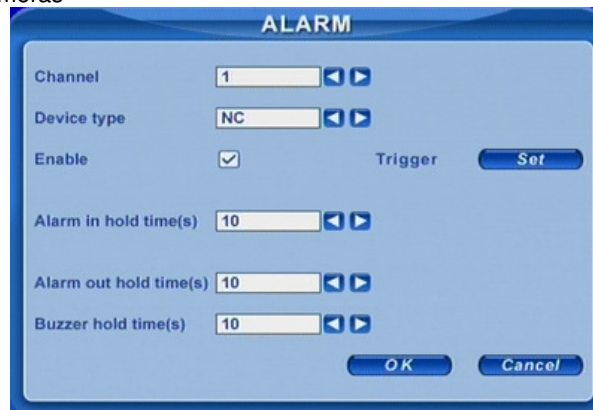 ALARM
Channel 1
Device type NC
Enable Trigger Set
Alarm in hold time(s) 10
Alarm out hold time(s) 10
Buzzer hold time(s) 10
OK Cancel